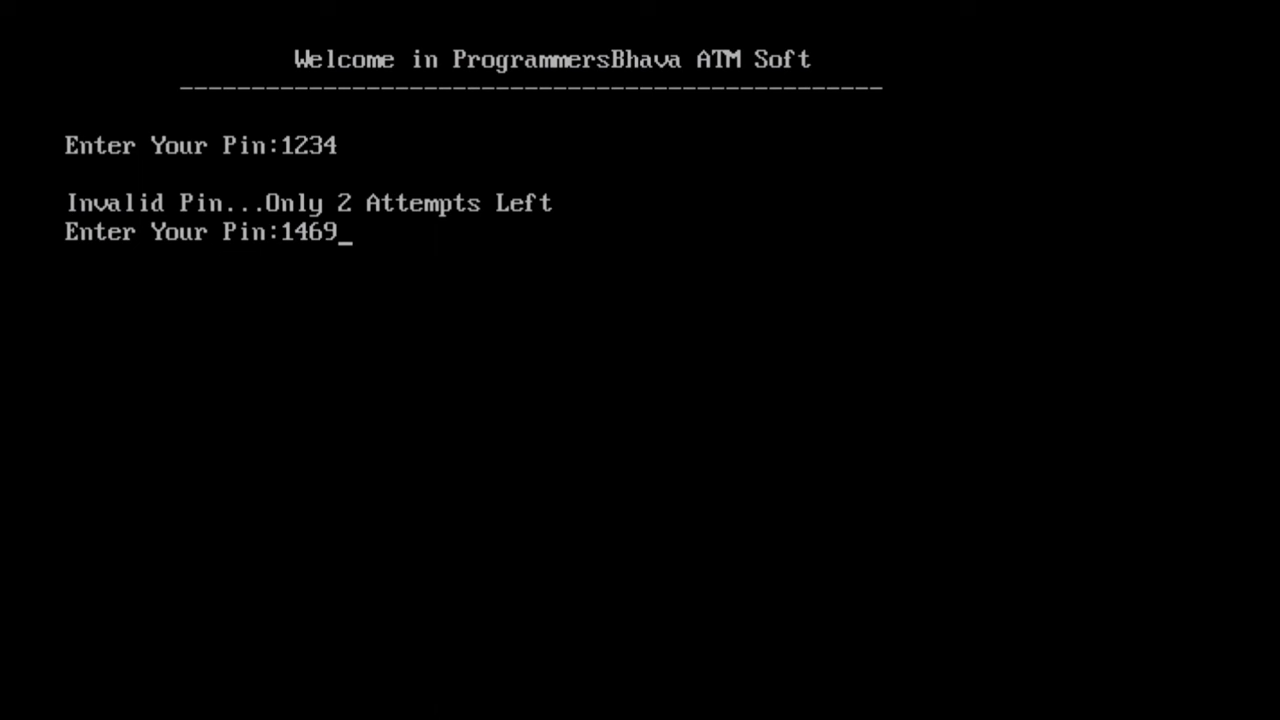 Welcome in ProgrammersBhava ATM Soft
-------------------------------------------------
Enter Your Pin:1234
Invalid Pin...Only 2 Attempts Left
Enter Your Pin:1469_